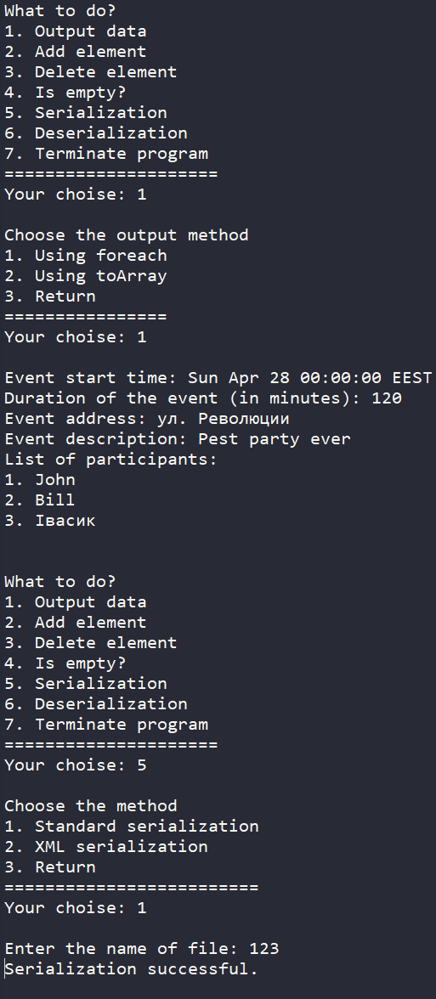 What to do?
1. Output data
2. Add element
3. Delete element
4. Is empty?
5. Serialization
6. Deserialization
7. Terminate program
=====================
Your choise: 1
Choose the output method
1. Using foreach
2. Using toArray
3. Return
================
Your choise: 1
Event start time: Sun Apr 28 00:00:00 EEST
Duration of the event (in minutes): 120
Event address: ул. Революции
Event description: Pest party ever
List of participants:
1. John
2. Bill
3. Івасик
What to do?
1. Output data
2. Add element
3. Delete element
4. Is empty?
5. Serialization
6. Deserialization
7. Terminate program
=====================
Your choise: 5
Choose the method
1. Standard serialization
2. XML serialization
3. Return
=========================
Your choise: 1
Enter the name of file: 123
Serialization successful.